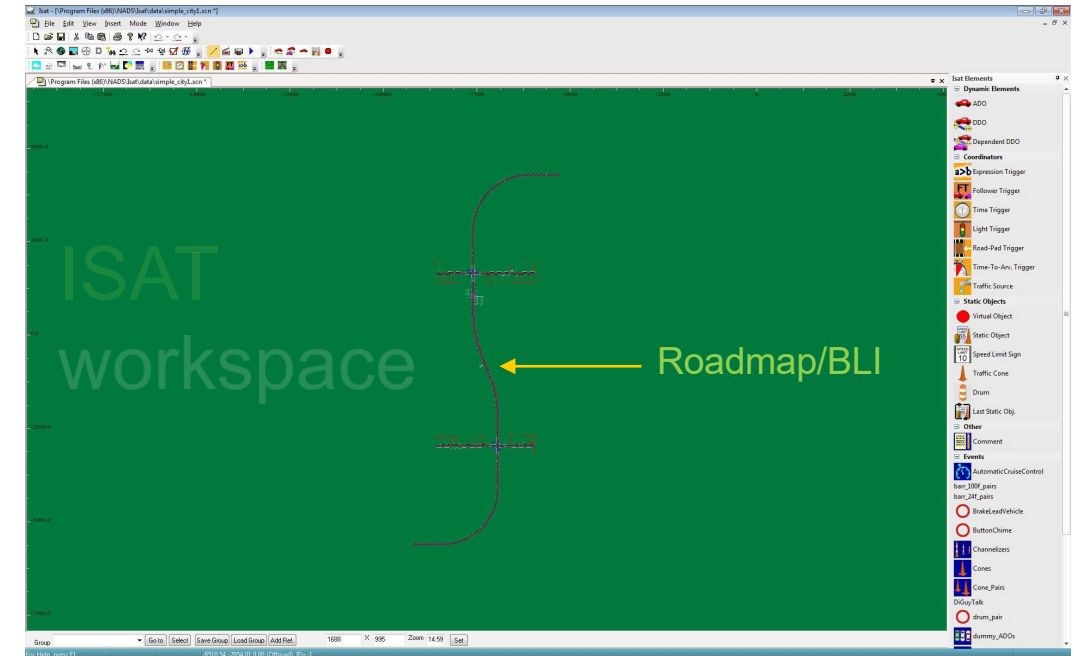 Isat - [\Program Files (x86)\NADS\Isat\data\simple_city1.scn *]
File Edit View Insert Mode Window Help
\Program Files (x86)\NADS\Isat\data\simple_city1.scn *
Isat Elements
Dynamic Elements
ADO
DDO
Dependent DDO
Coordinators
a>b Expression Trigger
FT Follower Trigger
Time Trigger
Light Trigger
Road-Pad Trigger
Time-To-Arv. Trigger
Traffic Source
Static Objects
Virtual Object
Static Object
Speed Limit Sign
Traffic Cone
Drum
Last Static Obj.
Other
Comment
Events
AutomaticCruiseControl
barr_100f_pairs
barr_24f_pairs
BrakeLeadVehicle
ButtonChime
Channelizers
Cones
Cone_Pairs
DiGuyTalk
drum_pair
dummy_ADOs
ISAT
workspace
Roadmap/BLI
Group Go to Select Save Group Load Group Add Ref. 1688 X 995 Zoom 14.59 Set
For Help, press F1